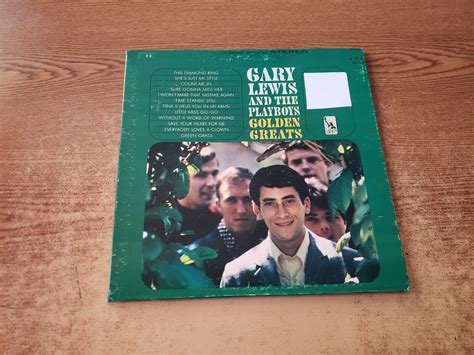 STEREO
THIS DIAMOND RING
SHE'S JUST MY STYLE
COUNT ME IN
SURE GONNA MISS HER
I WON'T MAKE THAT MISTAKE AGAIN
TIME STANDS STILL
TINA (I HELD YOU IN MY ARMS)
LITTLE MISS GO GO
WITHOUT A WORD OF WARNING
SAVE YOUR HEART FOR ME
EVERYBODY LOVES A CLOWN
GREEN GRASS
GARY
LEWIS
AND THE
PLAYBOYS
GOLDEN
GREATS